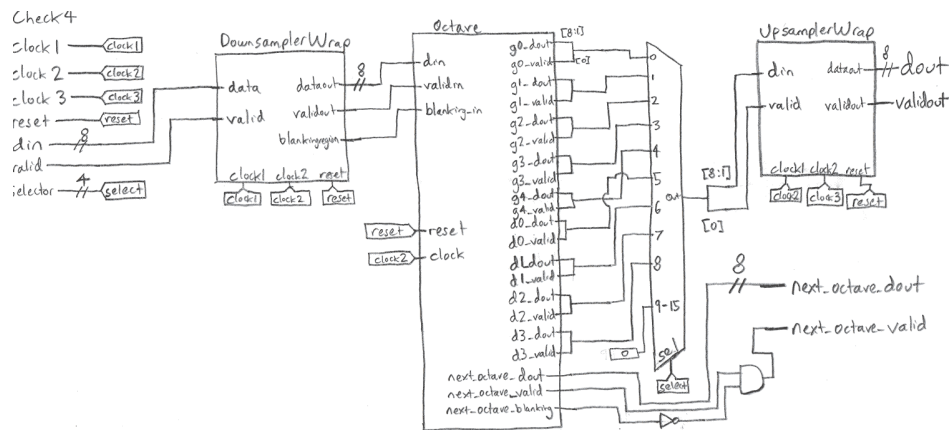 Check4
clock1
clock1
clock 2
clock2
clock 3
clock3
reset
reset
din
8
valid
selector
4
select
DownsamplerWrap
data
valid
dataout
validout
blankingregion
clock1 clock2 reset
clock1
clock2
reset
8
Octave
din
validin
blanking_in
reset
reset
clock2
clock
g0_dout
g0_valid
g1_dout
g1_valid
g2_dout
g2_valid
g3_dout
g3_valid
g4_dout
g4_valid
d0_dout
d0_valid
d1_dout
d1_valid
d2_dout
d2_valid
d3_dout
d3_valid
next_octave_dout
next_octave_valid
next_octave_blanking
[8:1]
[0]
0
1
2
3
4
5
6
7
8
9-15
0
out
sel
select
[8:1]
[0]
UpsamplerWrap
din
valid
dataout
validout
clock1 clock2 reset
clock2
clock3
reset
8
dout
validout
8
next_octave_dout
next_octave_valid